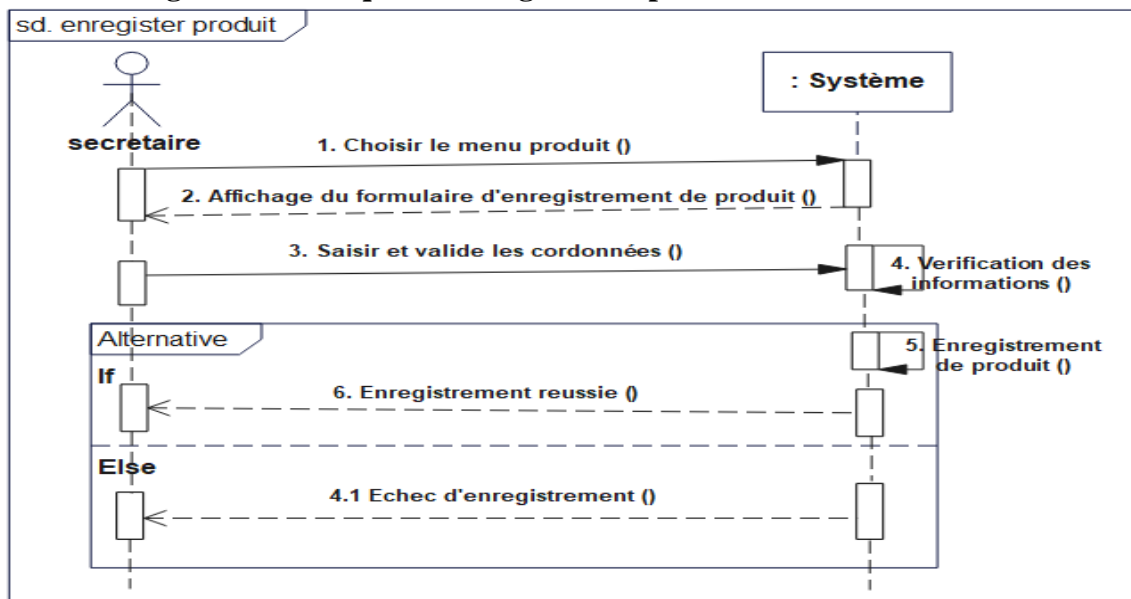 sd. enregister produit
: Système
secretaire
1. Choisir le menu produit ()
2. Affichage du formulaire d'enregistrement de produit ()
3. Saisir et valide les cordonnées ()
4. Verification des
informations ()
Alternative
5. Enregistrement
de produit ()
If
6. Enregistrement reussie ()
Else
4.1 Echec d'enregistrement ()